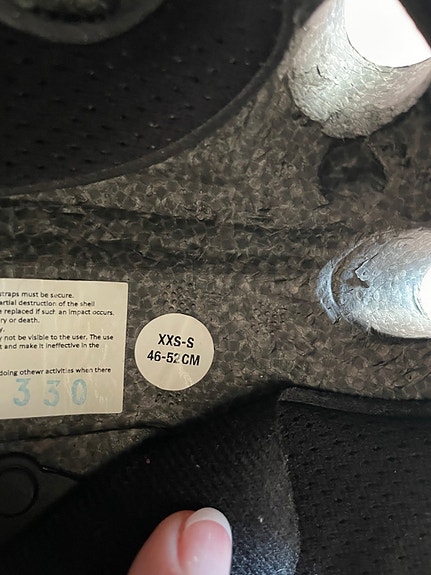 straps must be secure.
artial destruction of the shell
e replaced if such an impact occurs.
ry or death.
y.
y not be visible to the user. The use
t and make it ineffective in the
doing othewr activities when there
330
XXS-S
46-52CM